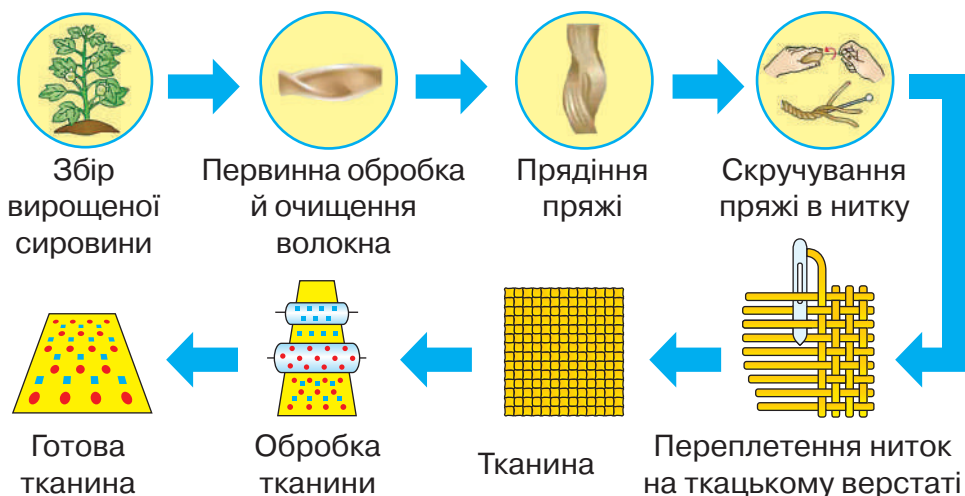 Збір
вирощеної
сировини
Первинна обробка
й очищення
волокна
Прядіння
пряжі
Скручування
пряжі в нитку
Готова
тканина
Обробка
тканини
Тканина
Переплетення ниток
на ткацькому верстаті